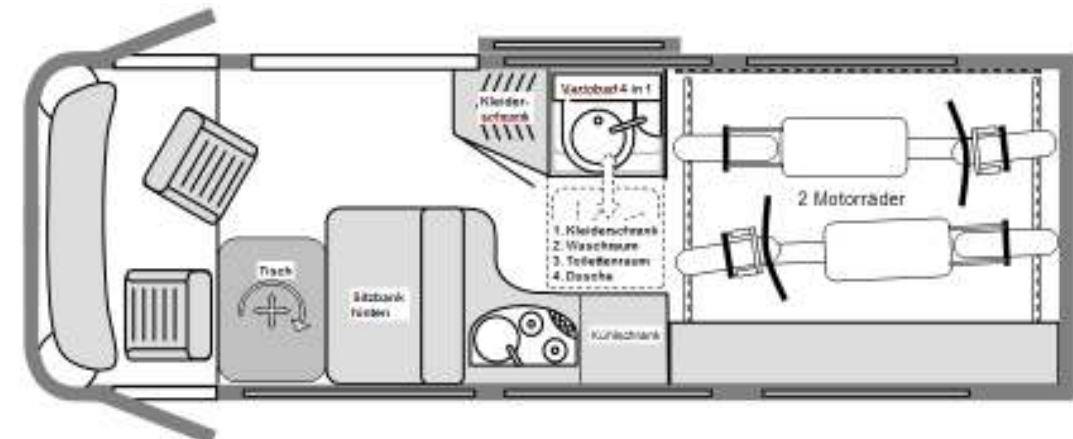 Kleider-
schrank
Variobad 4 in 1
1. Kleiderschrank
2. Waschraum
3. Toilettenraum
4. Dusche
2 Motorräder
Tisch
Sitzbank
hinten
Kühlschrank